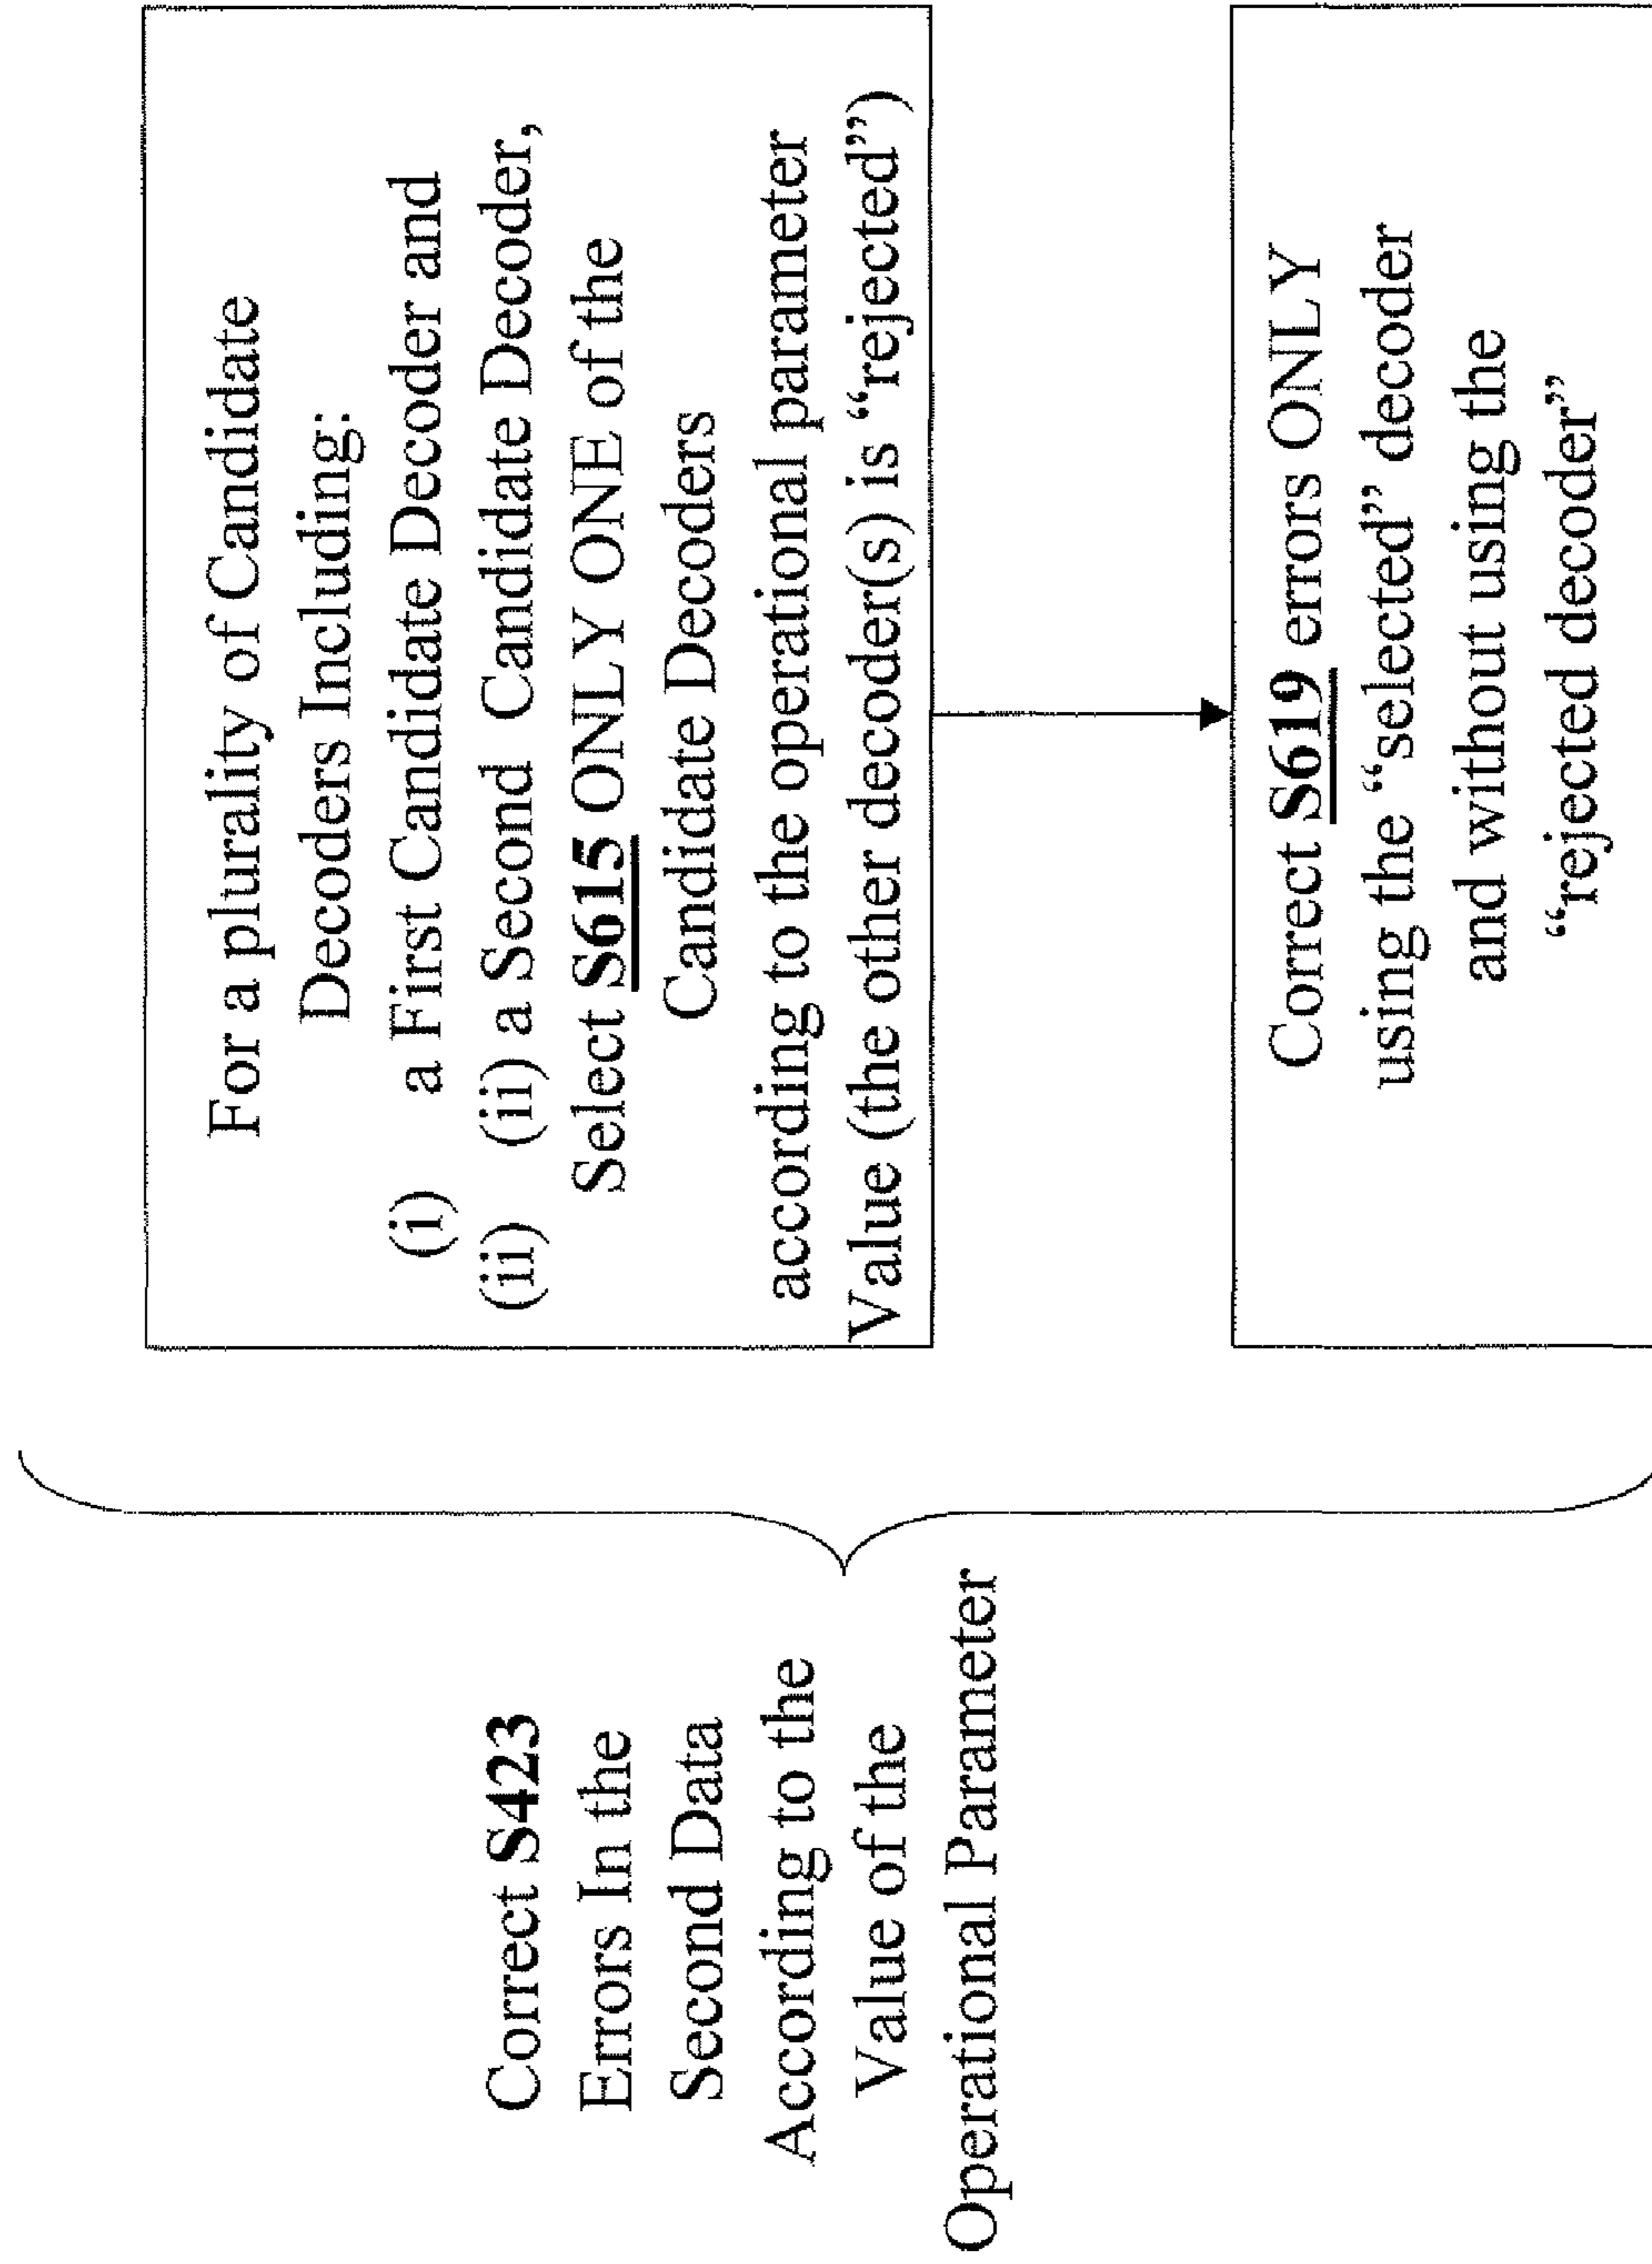 Correct S423
Errors In the
Second Data
According to the
Value of the
Operational Parameter
For a plurality of Candidate
Decoders Including:
(i) a First Candidate Decoder and
(ii) (ii) a Second Candidate Decoder,
Select S615 ONLY ONE of the
Candidate Decoders
according to the operational parameter
Value (the other decoder(s) is “rejected”)
Correct S619 errors ONLY
using the “selected” decoder
and without using the
“rejected decoder”